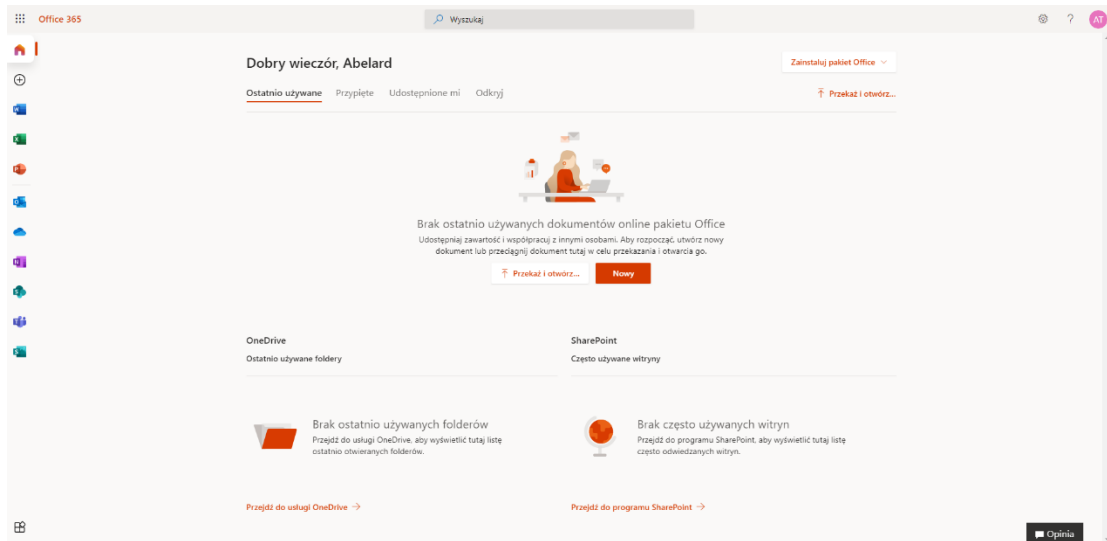 Office 365
Wyszukaj
?
AT
Dobry wieczór, Abelard
Zainstaluj pakiet Office
Ostatnio używane Przypięte Udostępnione mi Odkryj
Przekaż i otwórz...
Brak ostatnio używanych dokumentów online pakietu Office
Udostępniaj zawartość i współpracuj z innymi osobami. Aby rozpocząć, utwórz nowy
dokument lub przeciągnij dokument tutaj w celu przekazania i otwarcia go.
Przekaż i otwórz... Nowy
OneDrive
Ostatnio używane foldery
SharePoint
Często używane witryny
Brak ostatnio używanych folderów
Przejdź do usługi OneDrive, aby wyświetlić tutaj listę
ostatnio otwieranych folderów.
Brak często używanych witryn
Przejdź do programu SharePoint, aby wyświetlić tutaj listę
często odwiedzanych witryn.
Przejdź do usługi OneDrive
Przejdź do programu SharePoint
Opinia